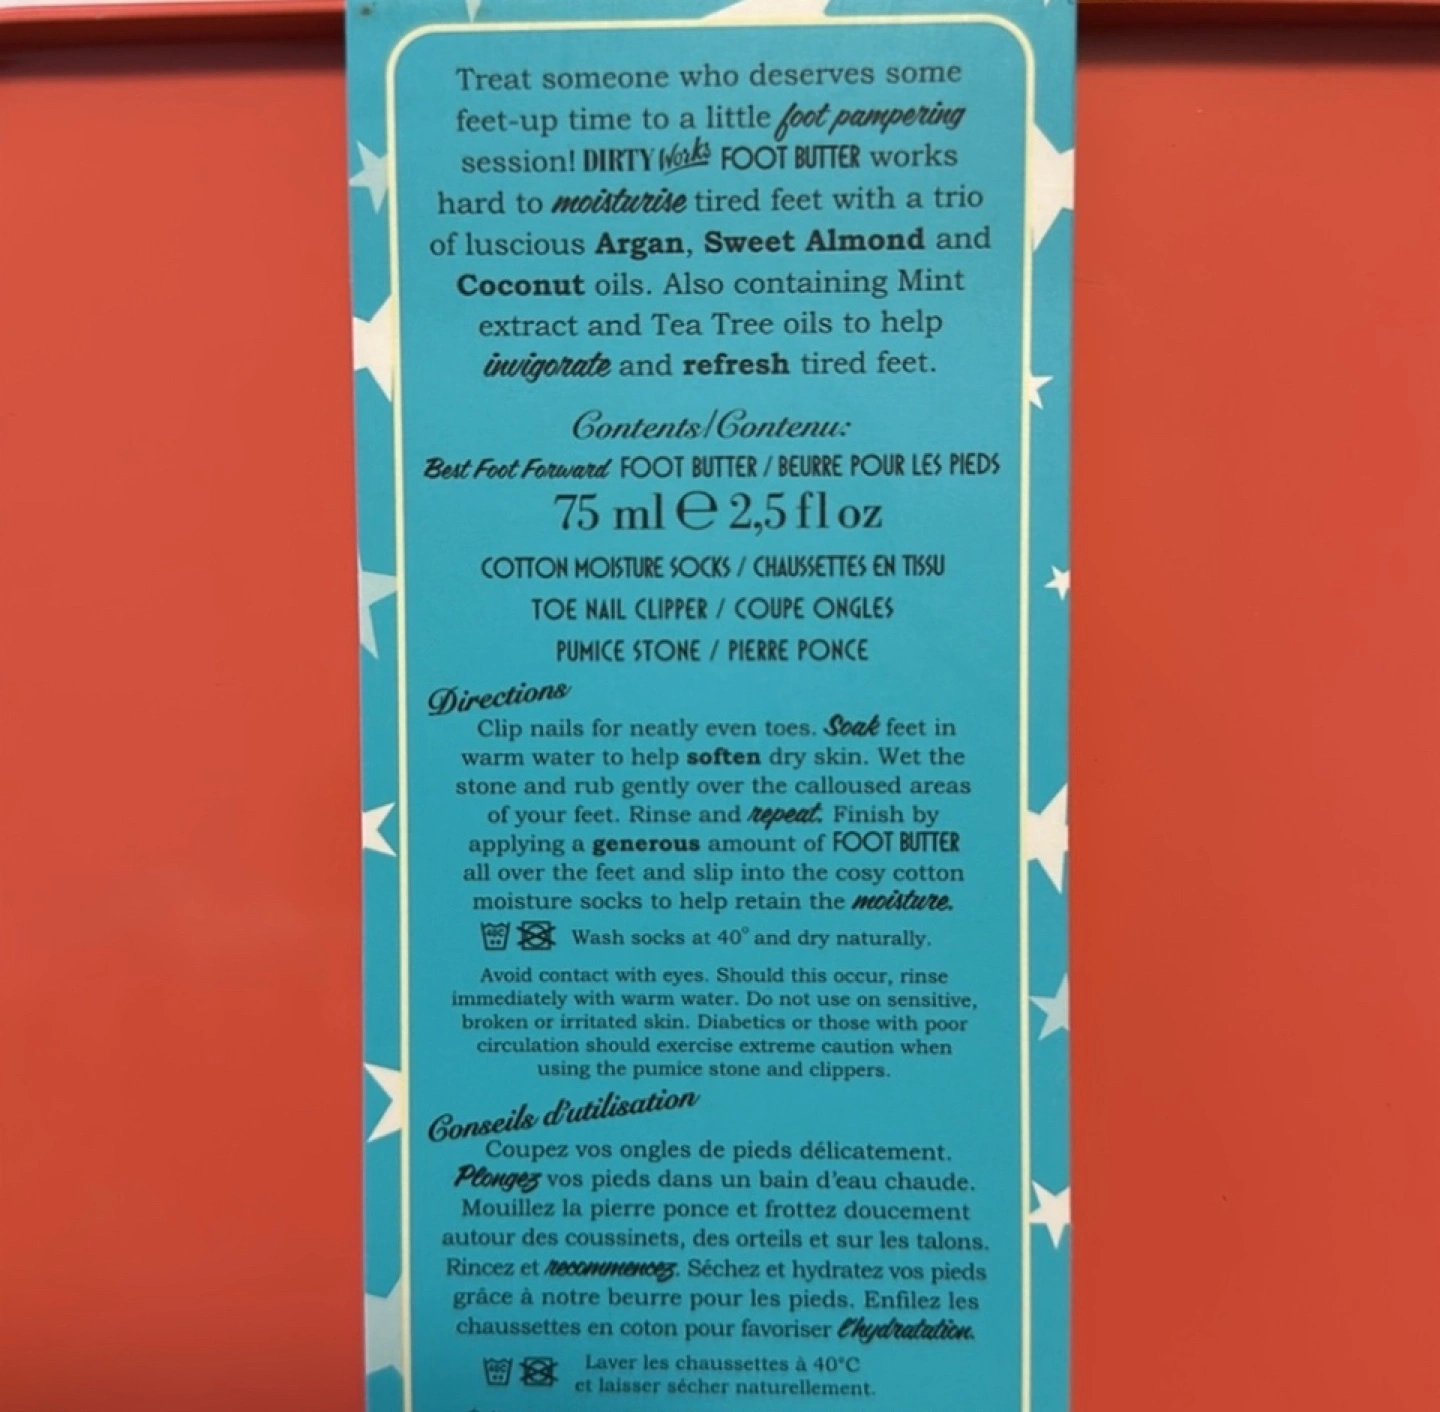 Treat someone who deserves some
feet-up time to a little foot pampering
session! DIRTY Works FOOT BUTTER works
hard to moisturise tired feet with a trio
of luscious Argan, Sweet Almond and
Coconut oils. Also containing Mint
extract and Tea Tree oils to help
invigorate and refresh tired feet.
Contents/Contenu:
Best Foot Forward FOOT BUTTER / BEURRE POUR LES PIEDS
75 ml ℮ 2,5 fl oz
COTTON MOISTURE SOCKS / CHAUSSETTES EN TISSU
TOE NAIL CLIPPER / COUPE ONGLES
PUMICE STONE / PIERRE PONCE
Directions
Clip nails for neatly even toes. Soak feet in
warm water to help soften dry skin. Wet the
stone and rub gently over the calloused areas
of your feet. Rinse and repeat. Finish by
applying a generous amount of FOOT BUTTER
all over the feet and slip into the cosy cotton
moisture socks to help retain the moisture.
Wash socks at 40° and dry naturally.
Avoid contact with eyes. Should this occur, rinse
immediately with warm water. Do not use on sensitive,
broken or irritated skin. Diabetics or those with poor
circulation should exercise extreme caution when
using the pumice stone and clippers.
Conseils d'utilisation
Coupez vos ongles de pieds délicatement.
Plongez vos pieds dans un bain d'eau chaude.
Mouillez la pierre ponce et frottez doucement
autour des coussinets, des orteils et sur les talons.
Rincez et recommencez. Séchez et hydratez vos pieds
grâce à notre beurre pour les pieds. Enfilez les
chaussettes en coton pour favoriser l'hydratation.
Laver les chaussettes à 40°C
et laisser sécher naturellement.